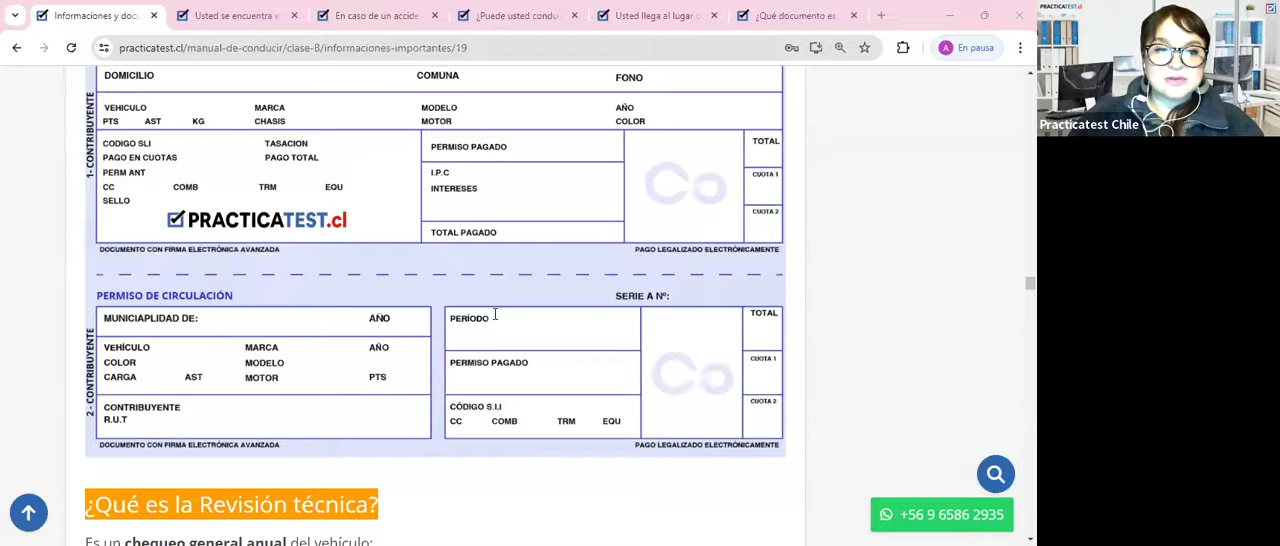 Informaciones y docu
Usted se encuentra e
En caso de un accide
¿Puede usted condu
Usted llega al lugar o
¿Qué documento es
practicatest.cl/manual-de-conducir/clase-B/informaciones-importantes/19
A En pausa
PRACTICATEST.cl
Practicatest Chile
1- CONTRIBUYENTE
DOMICILIO COMUNA FONO
VEHICULO MARCA MODELO AÑO
PTS AST KG CHASIS MOTOR COLOR
CODIGO SLI TASACION
PAGO EN CUOTAS PAGO TOTAL
PERM ANT
CC COMB TRM EQU
SELLO
PRACTICATEST.cl
PERMISO PAGADO
I.P.C
INTERESES
TOTAL PAGADO
Co
TOTAL
CUOTA 1
CUOTA 2
DOCUMENTO CON FIRMA ELECTRÓNICA AVANZADA PAGO LEGALIZADO ELECTRÓNICAMENTE
PERMISO DE CIRCULACIÓN SERIE A Nº:
2 - CONTRIBUYENTE
MUNICIAPLIDAD DE: AÑO
VEHÍCULO MARCA AÑO
COLOR MODELO
CARGA AST MOTOR PTS
CONTRIBUYENTE
R.U.T
PERÍODO
PERMISO PAGADO
CÓDIGO S.I.I
CC COMB TRM EQU
Co
TOTAL
CUOTA 1
CUOTA 2
DOCUMENTO CON FIRMA ELECTRÓNICA AVANZADA PAGO LEGALIZADO ELECTRÓNICAMENTE
¿Qué es la Revisión técnica?
Es un chequeo general anual del vehículo:
+56 9 6586 2935